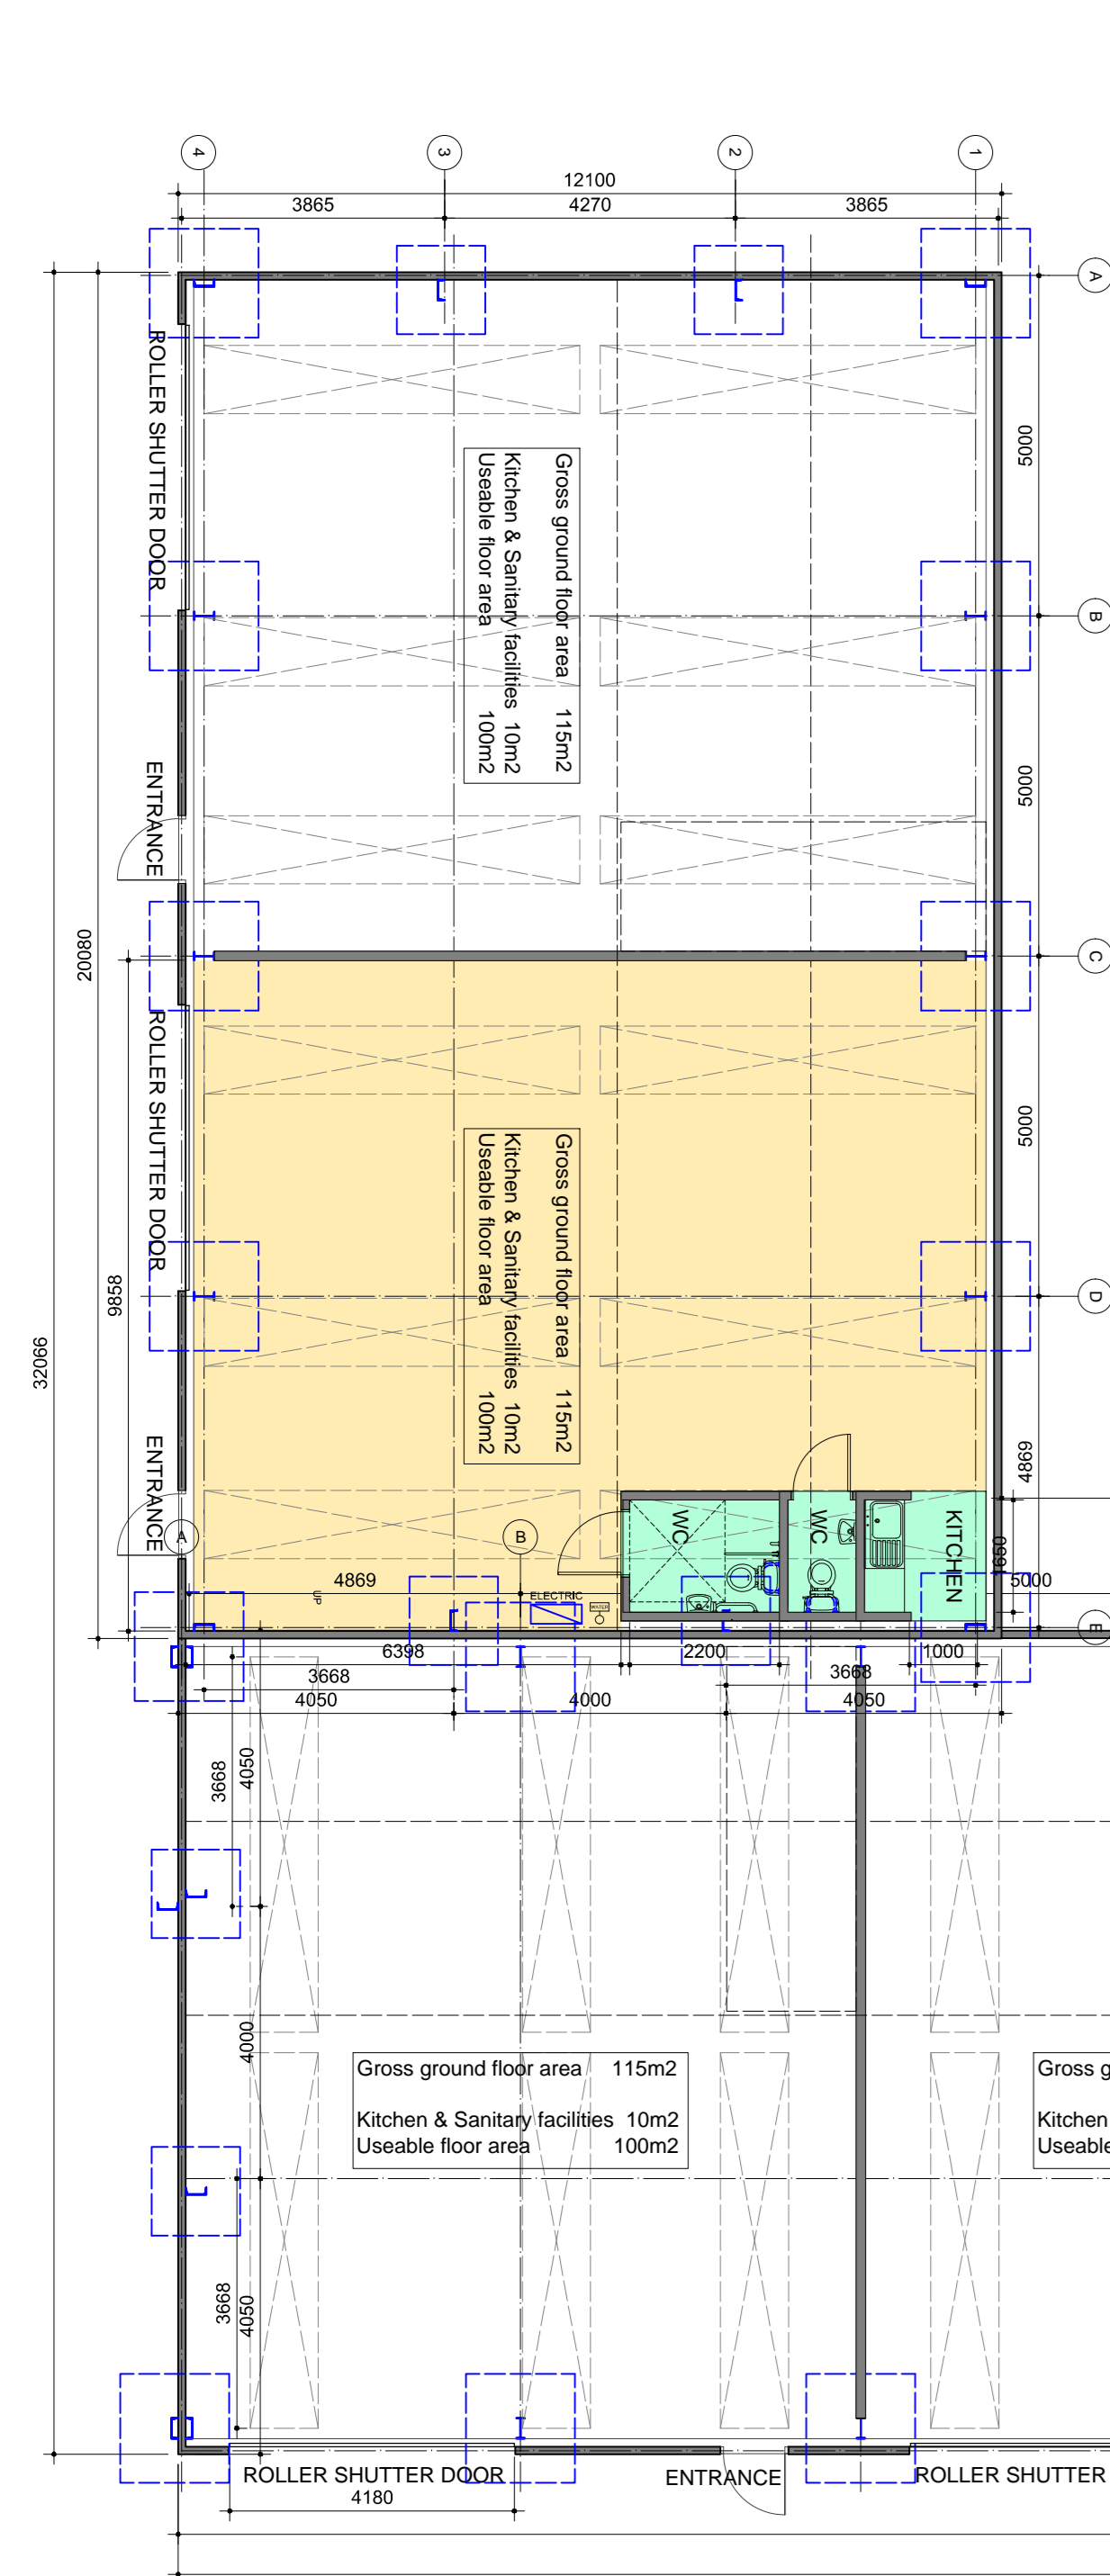 4
3
2
1
12100
3865
4270
3865
A
ROLLER SHUTTER DOOR
5000
Gross ground floor area 115m2
Kitchen & Sanitary facilities 10m2
Useable floor area 100m2
B
ENTRANCE
5000
20080
C
ROLLER SHUTTER DOOR
5000
Gross ground floor area 115m2
Kitchen & Sanitary facilities 10m2
Useable floor area 100m2
9858
D
32066
ENTRANCE
4869
WC
WC
KITCHEN
1650
A
B
4869
UP
ELECTRIC
WATER
5000
E
6398
2200
1000
3668
3668
4050
4000
4050
3668
4050
4000
Gross ground floor area 115m2
Kitchen & Sanitary facilities 10m2
Useable floor area 100m2
Gross g
Kitchen
Useable
3668
4050
ROLLER SHUTTER DOOR
ENTRANCE
ROLLER SHUTTER
4180